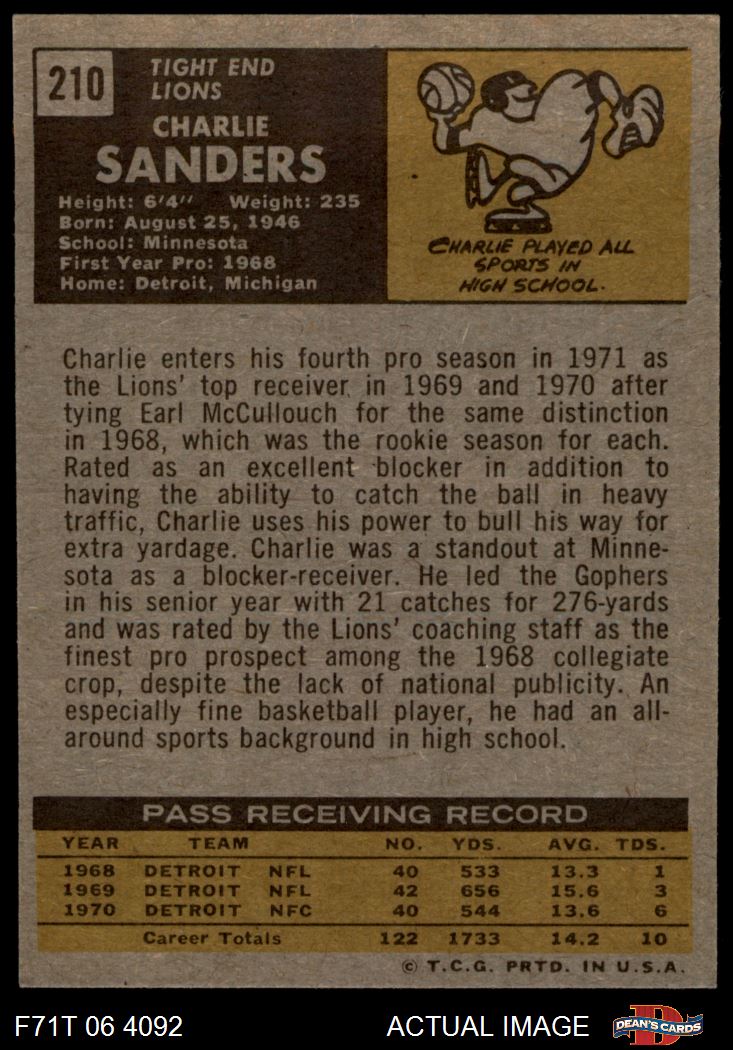 210
TIGHT END
LIONS
CHARLIE
SANDERS
Height: 6'4" Weight: 235
Born: August 25, 1946
School: Minnesota
First Year Pro: 1968
Home: Detroit, Michigan
CHARLIE PLAYED ALL
SPORTS IN
HIGH SCHOOL.
Charlie enters his fourth pro season in 1971 as
the Lions' top receiver in 1969 and 1970 after
tying Earl McCullouch for the same distinction
in 1968, which was the rookie season for each.
Rated as an excellent blocker in addition to
having the ability to catch the ball in heavy
traffic, Charlie uses his power to bull his way for
extra yardage. Charlie was a standout at Minne-
sota as a blocker-receiver. He led the Gophers
in his senior year with 21 catches for 276-yards
and was rated by the Lions' coaching staff as the
finest pro prospect among the 1968 collegiate
crop, despite the lack of national publicity. An
especially fine basketball player, he had an all-
around sports background in high school.
PASS RECEIVING RECORD
YEAR TEAM NO. YDS. AVG. TDS.
1968 DETROIT NFL 40 533 13.3 1
1969 DETROIT NFL 42 656 15.6 3
1970 DETROIT NFC 40 544 13.6 6
Career Totals 122 1733 14.2 10
© T.C.G. PRTD. IN U.S.A.
F71T 06 4092 ACTUAL IMAGE
D
DEAN'S CARDS